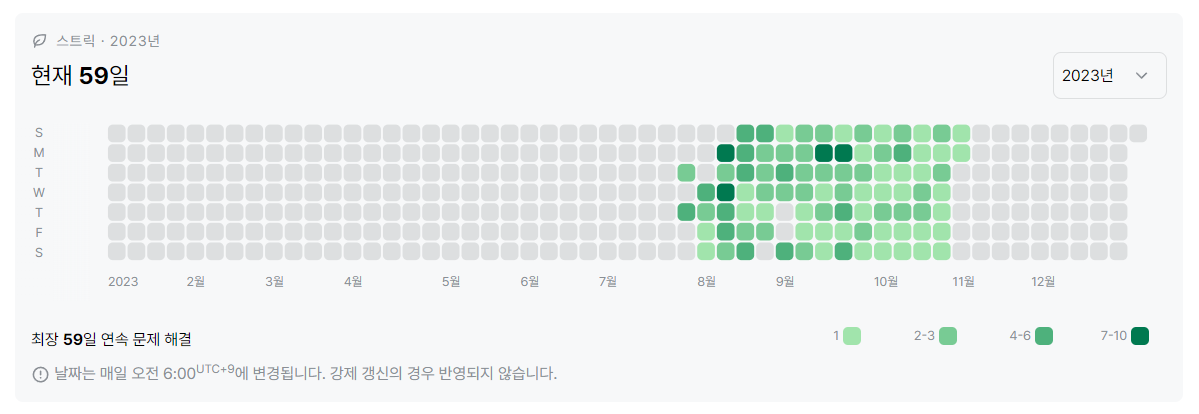 스트릭 · 2023년
현재 59일
2023년
S
M
T
W
T
F
S
2023 2월 3월 4월 5월 6월 7월 8월 9월 10월 11월 12월
최장 59일 연속 문제 해결
1 2-3 4-6 7-10
날짜는 매일 오전 6:00UTC+9에 변경됩니다. 강제 갱신의 경우 반영되지 않습니다.